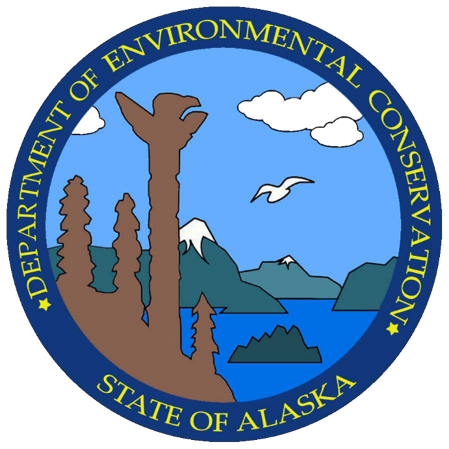 DEPARTMENT OF ENVIRONMENTAL CONSERVATION
STATE OF ALASKA